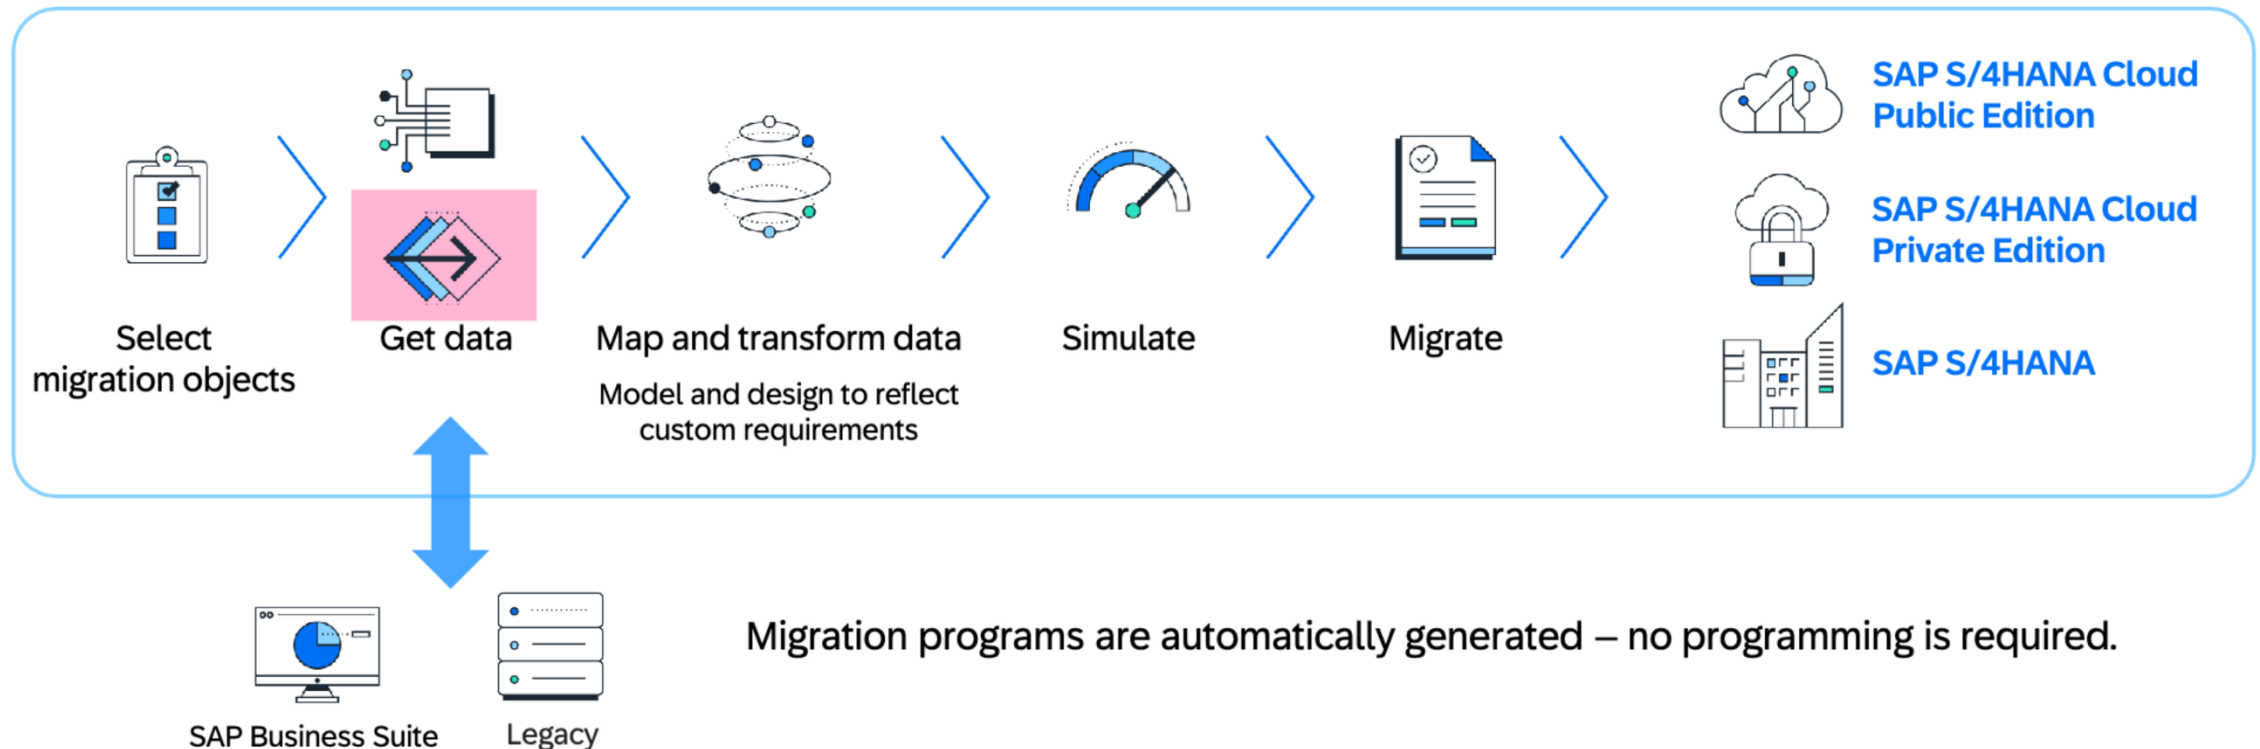 Select
migration objects
Get data
Map and transform data
Model and design to reflect
custom requirements
Simulate
Migrate
SAP S/4HANA Cloud
Public Edition
SAP S/4HANA Cloud
Private Edition
SAP S/4HANA
SAP Business Suite
Legacy
Migration programs are automatically generated – no programming is required.